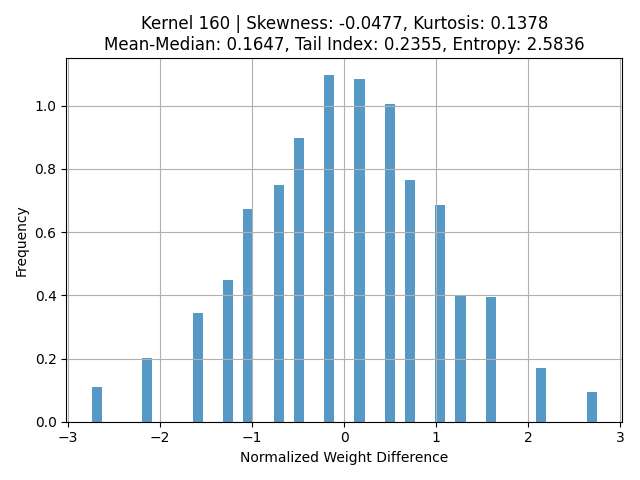 Kernel 160 | Skewness: -0.0477, Kurtosis: 0.1378
Mean-Median: 0.1647, Tail Index: 0.2355, Entropy: 2.5836
1.0
0.8
0.6
0.4
0.2
0.0
Frequency
−3 −2 −1 0 1 2 3
Normalized Weight Difference